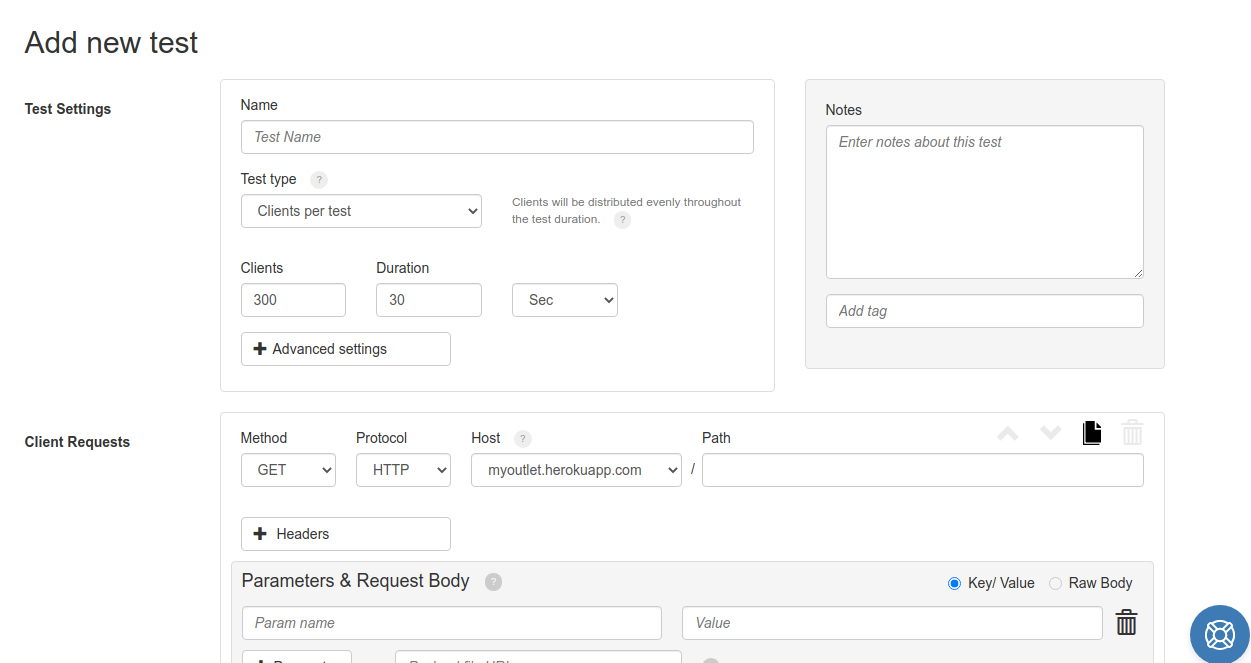 Add new test
Test Settings
Name
Test Name
Test type ?
Clients per test
Clients will be distributed evenly throughout
the test duration. ?
Clients Duration
300 30 Sec
Advanced settings
Notes
Enter notes about this test
Add tag
Client Requests
Method Protocol Host ? Path
GET HTTP myoutlet.herokuapp.com /
Headers
Parameters & Request Body ? Key/ Value Raw Body
Param name Value